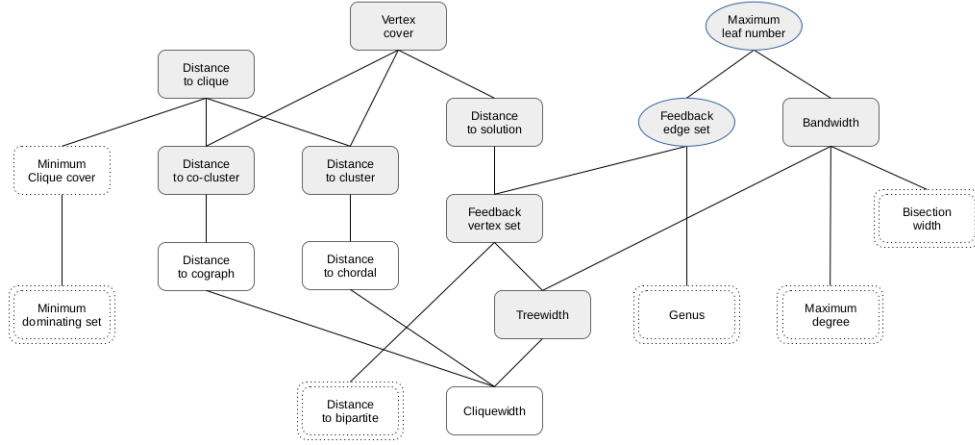 Vertex
cover
Maximum
leaf number
Distance
to clique
Distance
to solution
Feedback
edge set
Bandwidth
Minimum
Clique cover
Distance
to co-cluster
Distance
to cluster
Feedback
vertex set
Bisection
width
Distance
to cograph
Distance
to chordal
Minimum
dominating set
Treewidth
Genus
Maximum
degree
Distance
to bipartite
Cliquewidth